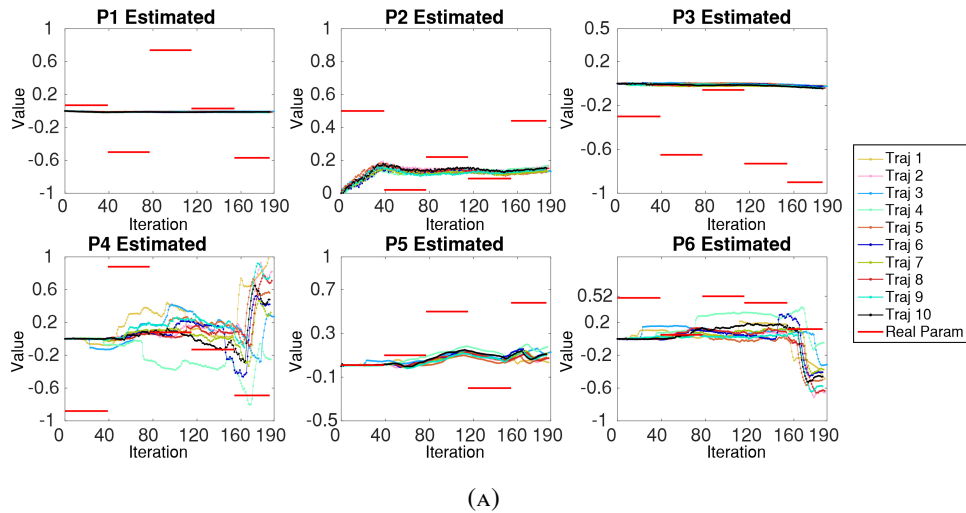 P1 Estimated
P2 Estimated
P3 Estimated
1
0.6
0.2
-0.2
-0.6
-1
Value
0 40 80 120 160 190
Iteration
1
0.8
0.6
0.4
0.2
0
Value
0 40 80 120 160 190
Iteration
0.5
0.2
-0.2
-0.6
-1
Value
0 40 80 120 160 190
Iteration
P4 Estimated
P5 Estimated
P6 Estimated
1
0.6
0.2
-0.2
-0.6
-1
Value
0 40 80 120 160 190
Iteration
1
0.7
0.3
-0.1
-0.5
Value
0 40 80 120 160 190
Iteration
0.52
0.2
-0.2
-0.6
-1
Value
0 40 80 120 160 190
Iteration
Traj 1
Traj 2
Traj 3
Traj 4
Traj 5
Traj 6
Traj 7
Traj 8
Traj 9
Traj 10
Real Param
(A)